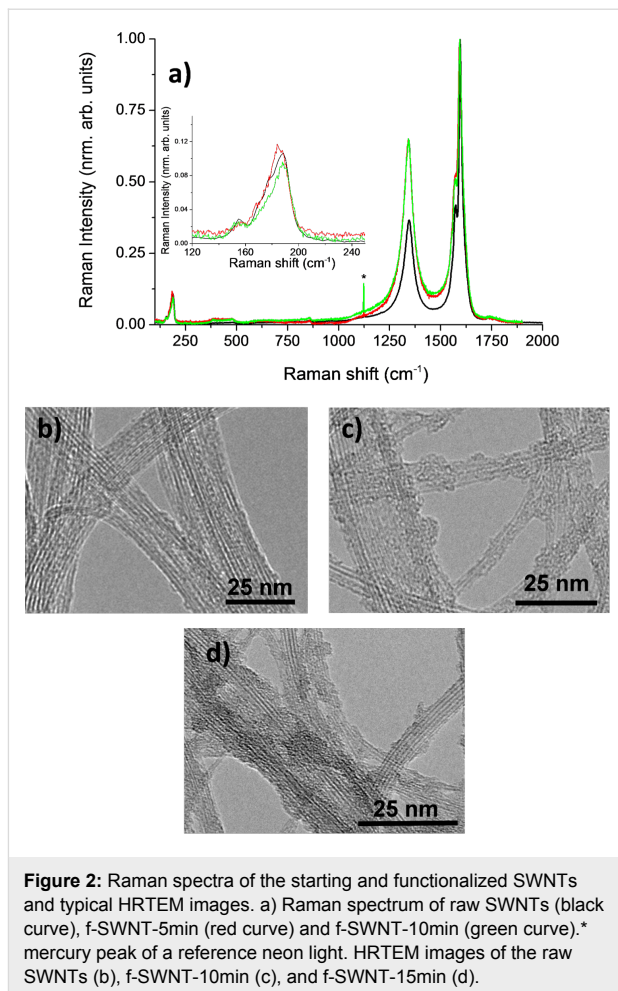 a)
Raman Intensity (nrm. arb. units)
1.00
0.75
0.50
0.25
0.00
250
500
750
1000
1250
1500
1750
2000
Raman shift (cm-1)
Raman Intensity (nrm. arb. units)
0.12
0.08
0.04
0.00
120
160
200
240
Raman shift (cm-1)
*
b)
25 nm
c)
25 nm
d)
25 nm
Figure 2: Raman spectra of the starting and functionalized SWNTs
and typical HRTEM images. a) Raman spectrum of raw SWNTs (black
curve), f-SWNT-5min (red curve) and f-SWNT-10min (green curve).*
mercury peak of a reference neon light. HRTEM images of the raw
SWNTs (b), f-SWNT-10min (c), and f-SWNT-15min (d).